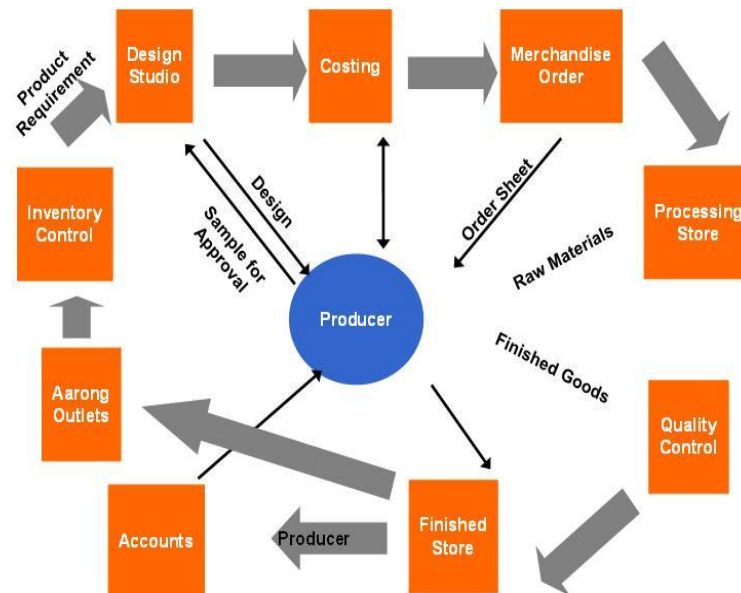 Product
Requirement
Design
Studio
Costing
Merchandise
Order
Inventory
Control
Design
Sample for
Approval
Order Sheet
Raw Materials
Processing
Store
Producer
Finished Goods
Aarong
Outlets
Quality
Control
Accounts
Producer
Finished
Store